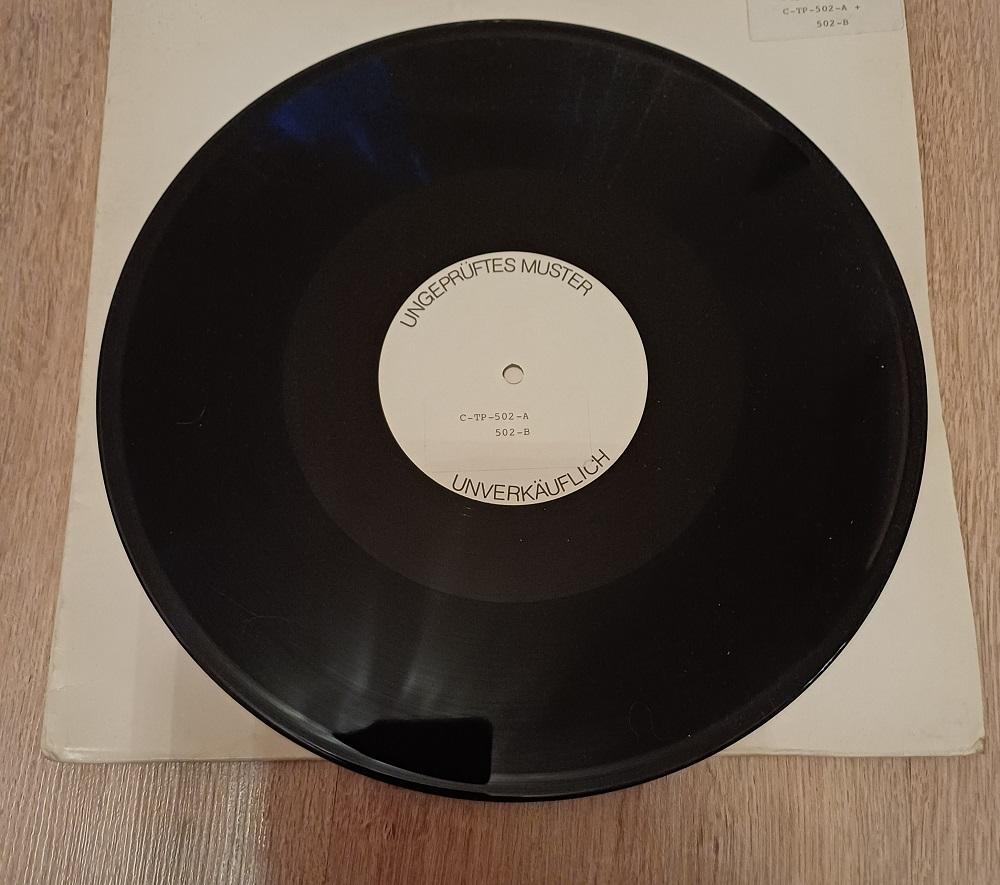 C-TP-502-A +
502-B
UNGEPRÜFTES MUSTER
C-TP-502-A
502-B
UNVERKÄUFLICH